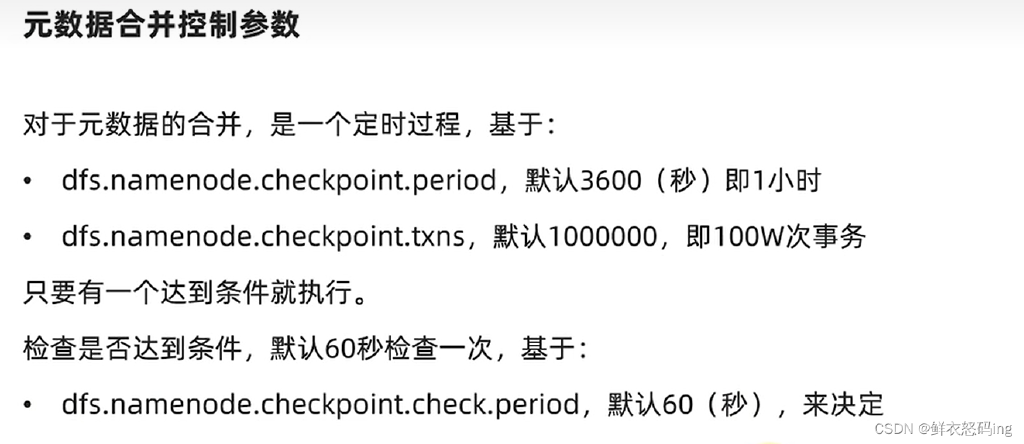 元数据合并控制参数
对于元数据的合并，是一个定时过程，基于：
• dfs.namenode.checkpoint.period，默认3600（秒）即1小时
• dfs.namenode.checkpoint.txns，默认1000000，即100W次事务
只要有一个达到条件就执行。
检查是否达到条件，默认60秒检查一次，基于：
• dfs.namenode.checkpoint.check.period，默认60（秒），来决定
CSDN @鲜衣怒码ing